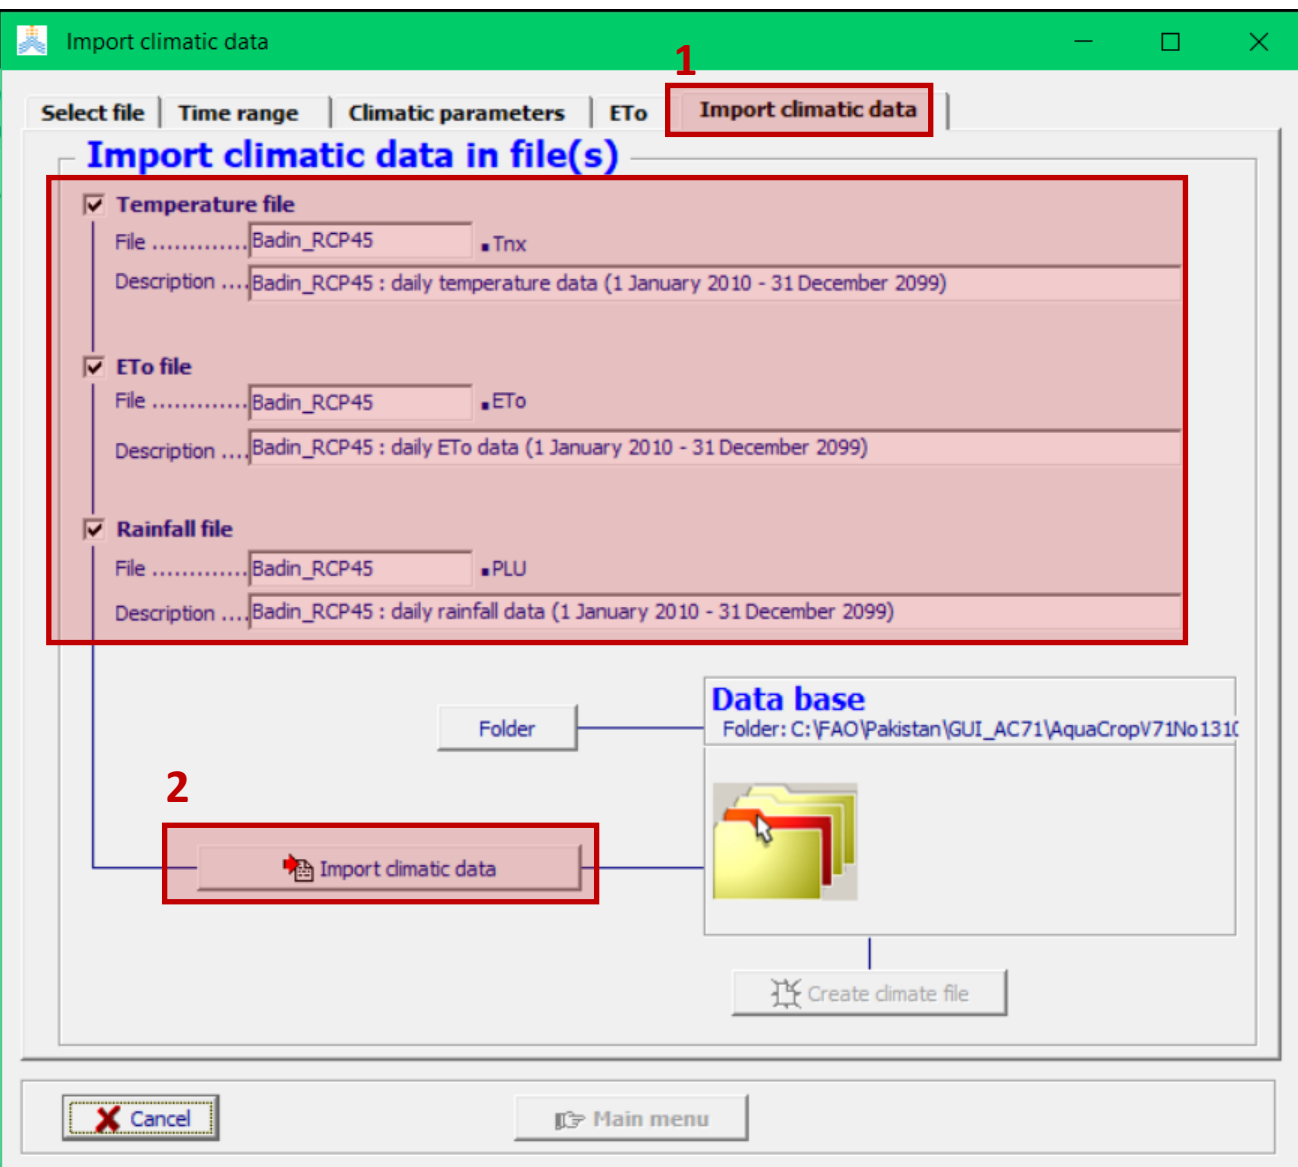 Import climatic data
1
Select file Time range Climatic parameters ETo Import climatic data
Import climatic data in file(s)
Temperature file
File ............. Badin_RCP45 .Tnx
Description .... Badin_RCP45 : daily temperature data (1 January 2010 - 31 December 2099)
ETo file
File ............. Badin_RCP45 .ETo
Description .... Badin_RCP45 : daily ETo data (1 January 2010 - 31 December 2099)
Rainfall file
File ............. Badin_RCP45 .PLU
Description .... Badin_RCP45 : daily rainfall data (1 January 2010 - 31 December 2099)
Data base
Folder
Folder: C:\FAO\Pakistan\GUI_AC71\AquaCropV71No1310
2
Import climatic data
Create climate file
Cancel
Main menu